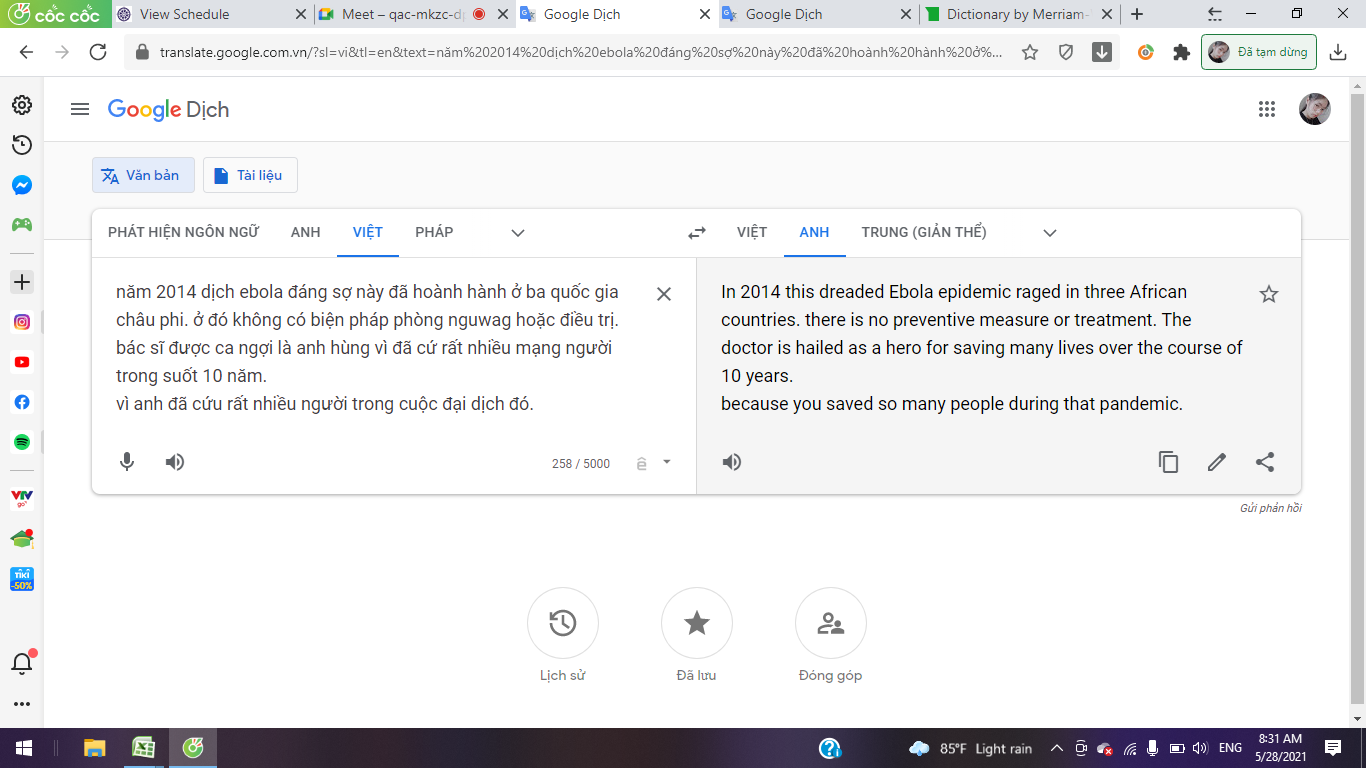 cốc cốc
View Schedule
Meet – qac-mkzc-dp
Google Dịch
Google Dịch
Dictionary by Merriam-
translate.google.com.vn/?sl=vi&tl=en&text=năm%202014%20dịch%20ebola%20đáng%20sợ%20này%20đã%20hoành%20hành%20ở%...
Đã tạm dừng
Google Dịch
Văn bản
Tài liệu
PHÁT HIỆN NGÔN NGỮ ANH VIỆT PHÁP
VIỆT ANH TRUNG (GIẢN THỂ)
năm 2014 dịch ebola đáng sợ này đã hoành hành ở ba quốc gia
châu phi. ở đó không có biện pháp phòng nguwag hoặc điều trị.
bác sĩ được ca ngợi là anh hùng vì đã cứ rất nhiều mạng người
trong suốt 10 năm.
vì anh đã cứu rất nhiều người trong cuộc đại dịch đó.
258 / 5000
In 2014 this dreaded Ebola epidemic raged in three African
countries. there is no preventive measure or treatment. The
doctor is hailed as a hero for saving many lives over the course of
10 years.
because you saved so many people during that pandemic.
Gửi phản hồi
Lịch sử
Đã lưu
Đóng góp
VTV
go
TIKI
-50%
85°F Light rain
ENG
8:31 AM
5/28/2021